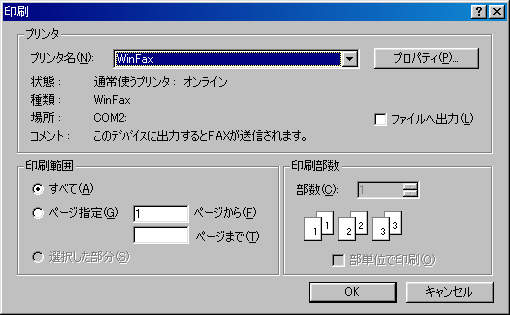 印刷
プリンタ
プリンタ名(N): WinFax プロパティ(P)...
状態: 通常使うプリンタ: オンライン
種類: WinFax
場所: COM2:
コメント: このデバイスに出力するとFAXが送信されます。
ファイルへ出力(L)
印刷範囲
すべて(A)
ページ指定(G) 1 ページから(F)
ページまで(T)
選択した部分(S)
印刷部数
部数(C): 1
1 1 2 2 3 3
部単位で印刷(O)
OK キャンセル